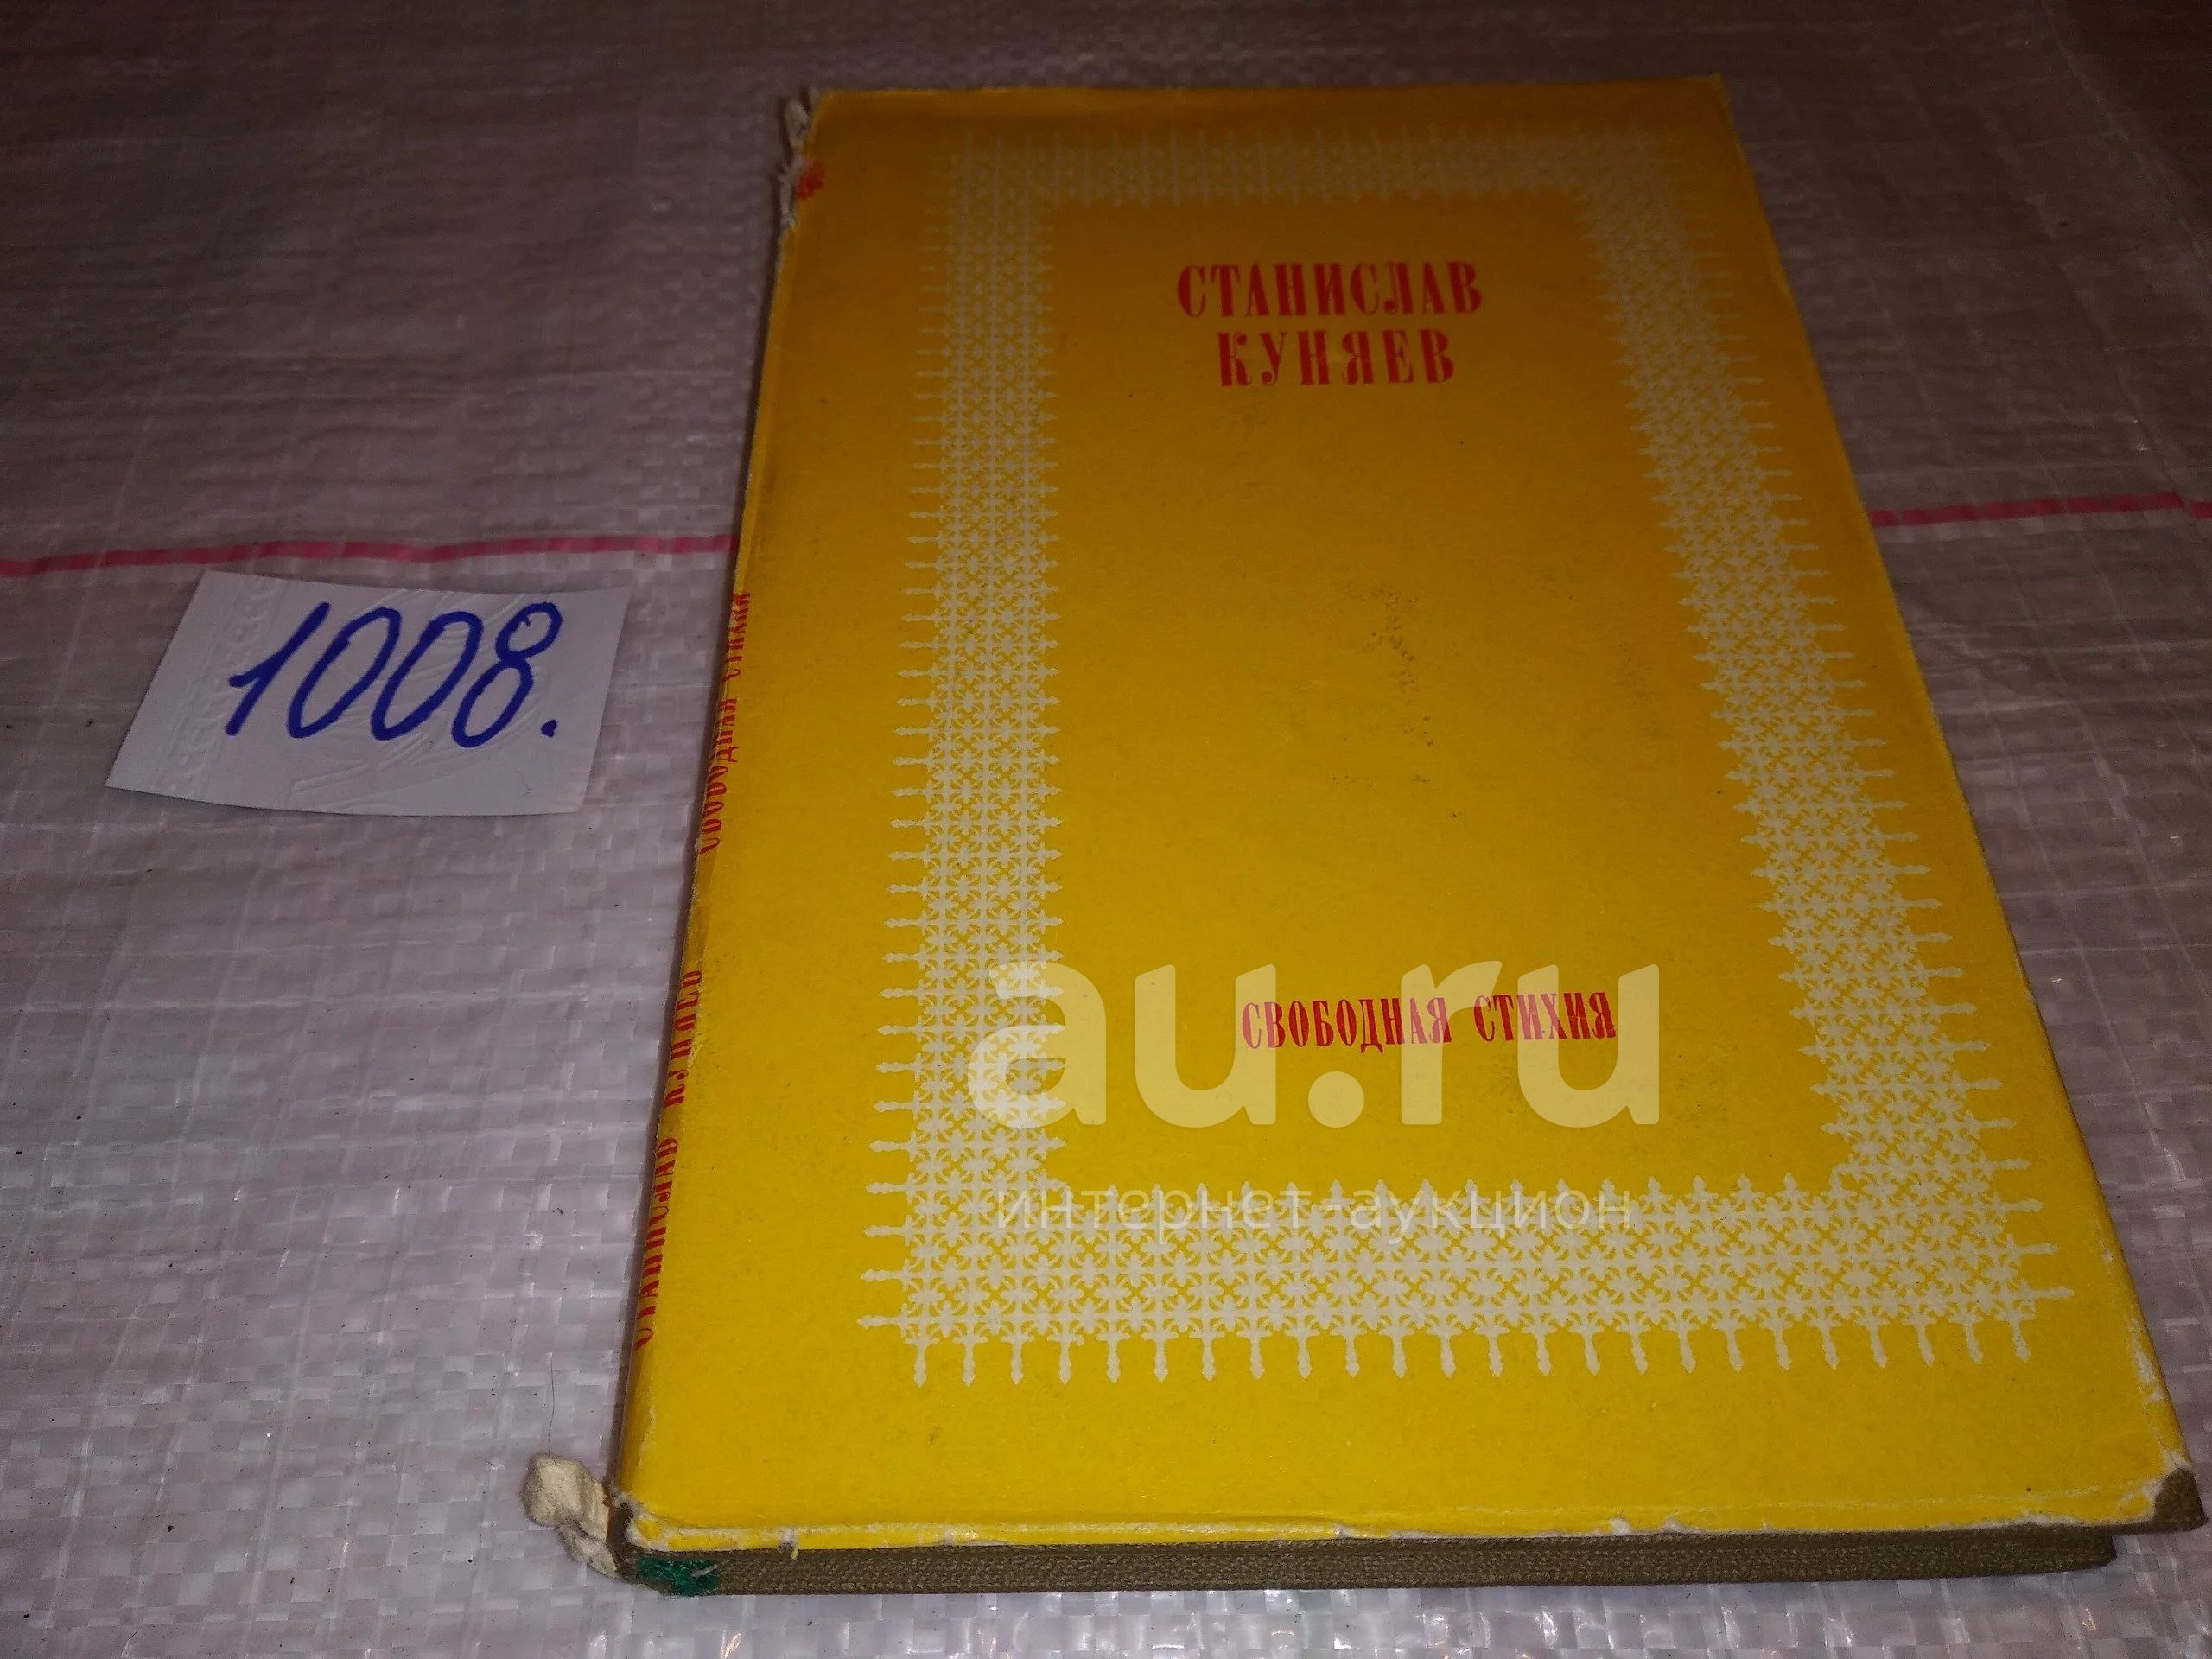 СТАНИСЛАВ
КУНЯЕВ
1008.
СТАНИСЛАВ КУНЯЕВ СВОБОДНАЯ СТИХИЯ
au.ru
СВОБОДНАЯ СТИХИЯ
интернет-аукцион